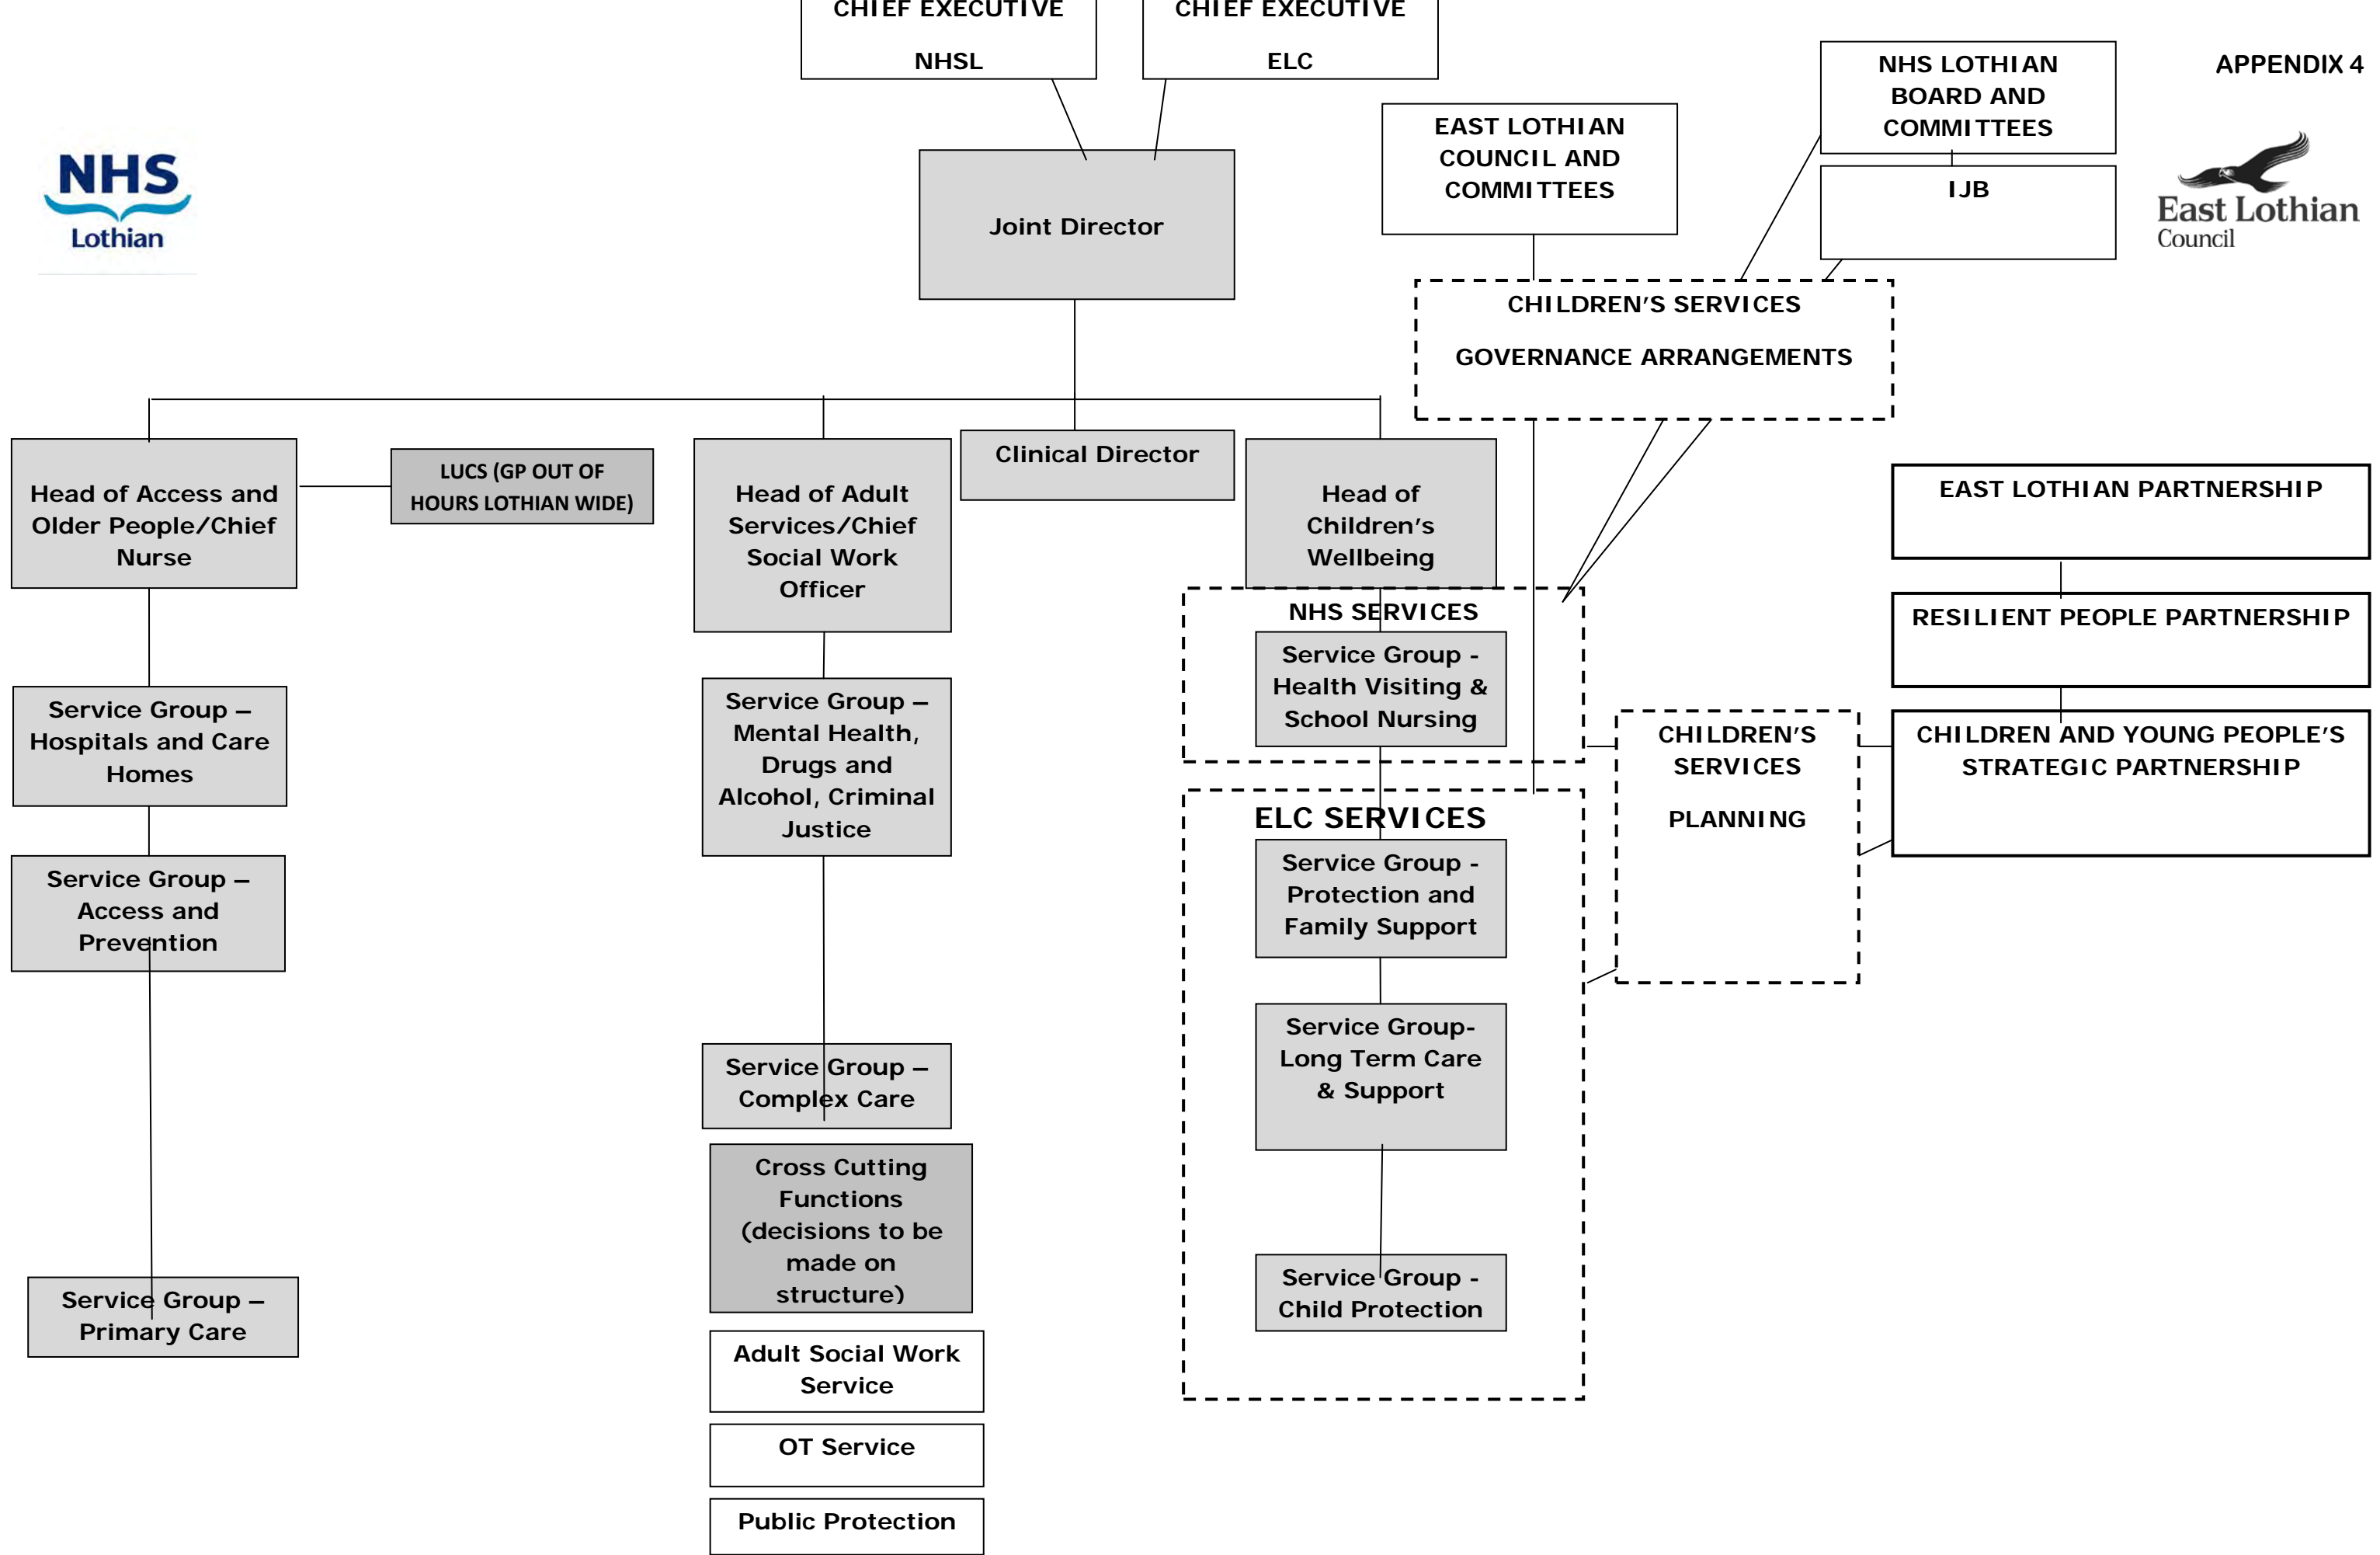 CHIEF EXECUTIVE
NHSL
CHIEF EXECUTIVE
ELC
NHS LOTHIAN
BOARD AND
COMMITTEES
APPENDIX 4
EAST LOTHIAN
COUNCIL AND
COMMITTEES
NHS
Lothian
Joint Director
IJB
East Lothian
Council
CHILDREN’S SERVICES
GOVERNANCE ARRANGEMENTS
Head of Access and
Older People/Chief
Nurse
LUCS (GP OUT OF
HOURS LOTHIAN WIDE)
Head of Adult
Services/Chief
Social Work
Officer
Clinical Director
Head of
Children’s
Wellbeing
EAST LOTHIAN PARTNERSHIP
RESILIENT PEOPLE PARTNERSHIP
CHILDREN AND YOUNG PEOPLE’S
STRATEGIC PARTNERSHIP
CHILDREN’S
SERVICES
PLANNING
NHS SERVICES
Service Group -
Health Visiting &
School Nursing
ELC SERVICES
Service Group -
Protection and
Family Support
Service Group-
Long Term Care
& Support
Service Group -
Child Protection
Service Group –
Hospitals and Care
Homes
Service Group –
Access and
Prevention
Service Group –
Primary Care
Service Group –
Mental Health,
Drugs and
Alcohol, Criminal
Justice
Service Group –
Complex Care
Cross Cutting
Functions
(decisions to be
made on
structure)
Adult Social Work
Service
OT Service
Public Protection